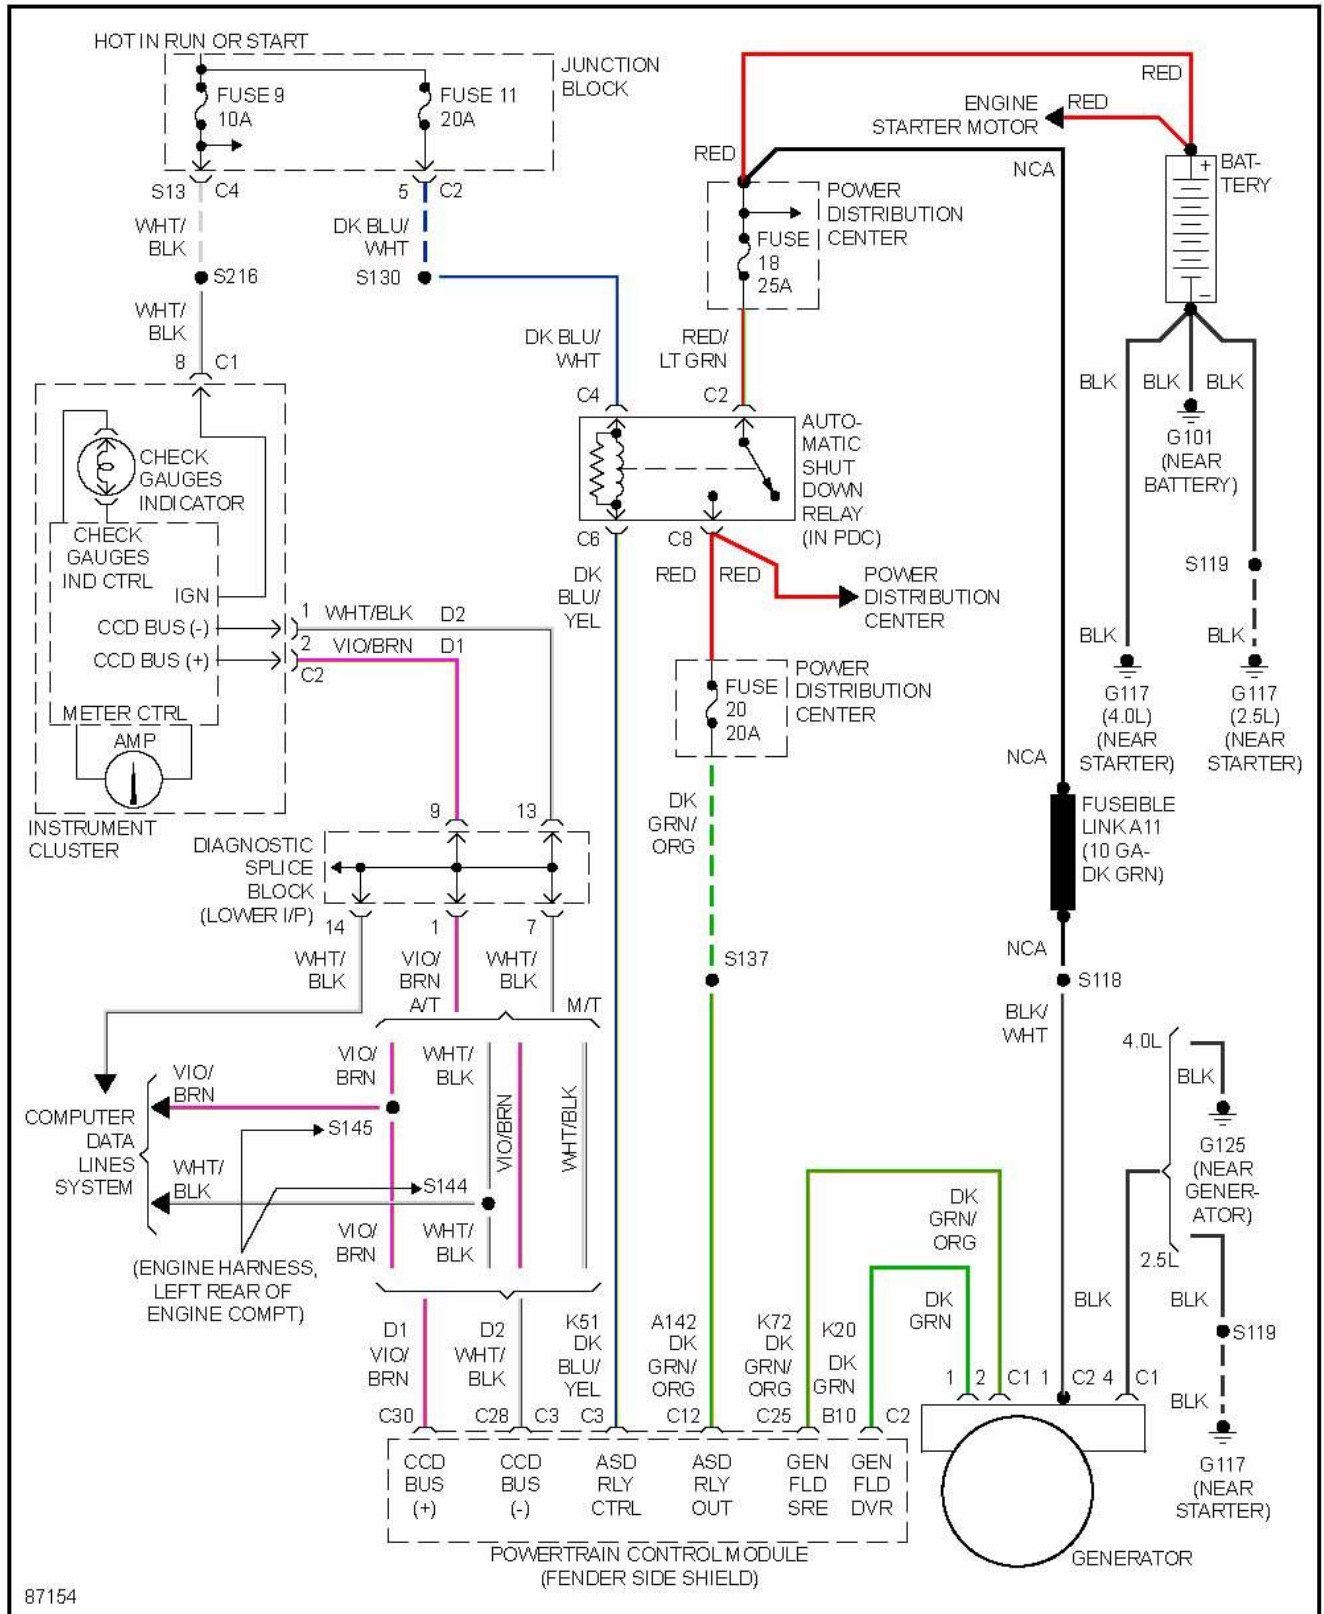 HOT IN RUN OR START
JUNCTION
BLOCK
FUSE 9
10A
FUSE 11
20A
S13
C4
5
C2
WHT/
BLK
DK BLU/
WHT
S216
S130
WHT/
BLK
8
C1
DK BLU/
WHT
C4
RED/
LT GRN
C2
RED
ENGINE
STARTER MOTOR
RED
RED
NCA
BAT-
TERY
+
–
POWER
DISTRIBUTION
CENTER
FUSE
18
25A
BLK
BLK
BLK
G101
(NEAR
BATTERY)
S119
BLK
BLK
G117
(4.0L)
(NEAR
STARTER)
G117
(2.5L)
(NEAR
STARTER)
AUTO-
MATIC
SHUT
DOWN
RELAY
(IN PDC)
C6
C8
DK
BLU/
YEL
RED
RED
POWER
DISTRIBUTION
CENTER
CHECK
GAUGES
INDICATOR
CHECK
GAUGES
IND CTRL
IGN
CCD BUS (-)
CCD BUS (+)
1
WHT/BLK
D2
2
VIO/BRN
D1
C2
METER CTRL
AMP
INSTRUMENT
CLUSTER
POWER
DISTRIBUTION
CENTER
FUSE
20
20A
DK
GRN/
ORG
NCA
FUSEIBLE
LINK A11
(10 GA-
DK GRN)
NCA
S118
BLK/
WHT
9
13
DIAGNOSTIC
SPLICE
BLOCK
(LOWER I/P)
14
1
7
WHT/
BLK
VIO/
BRN
WHT/
BLK
A/T
M/T
S137
VIO/
BRN
WHT/
BLK
VIO/BRN
WHT/BLK
VIO/
BRN
S145
COMPUTER
DATA
LINES
SYSTEM
WHT/
BLK
S144
VIO/
BRN
WHT/
BLK
(ENGINE HARNESS,
LEFT REAR OF
ENGINE COMPT)
4.0L
BLK
G125
(NEAR
GENER-
ATOR)
2.5L
BLK
BLK
S119
BLK
G117
(NEAR
STARTER)
DK
GRN/
ORG
DK
GRN
D1
VIO/
BRN
D2
WHT/
BLK
K51
DK
BLU/
YEL
A142
DK
GRN/
ORG
K72
DK
GRN/
ORG
K20
DK
GRN
1
2
C1
1
C2
4
C1
C30
C28
C3
C3
C12
C25
B10
C2
CCD
BUS
(+)
CCD
BUS
(-)
ASD
RLY
CTRL
ASD
RLY
OUT
GEN
FLD
SRE
GEN
FLD
DVR
POWERTRAIN CONTROL MODULE
(FENDER SIDE SHIELD)
GENERATOR
87154